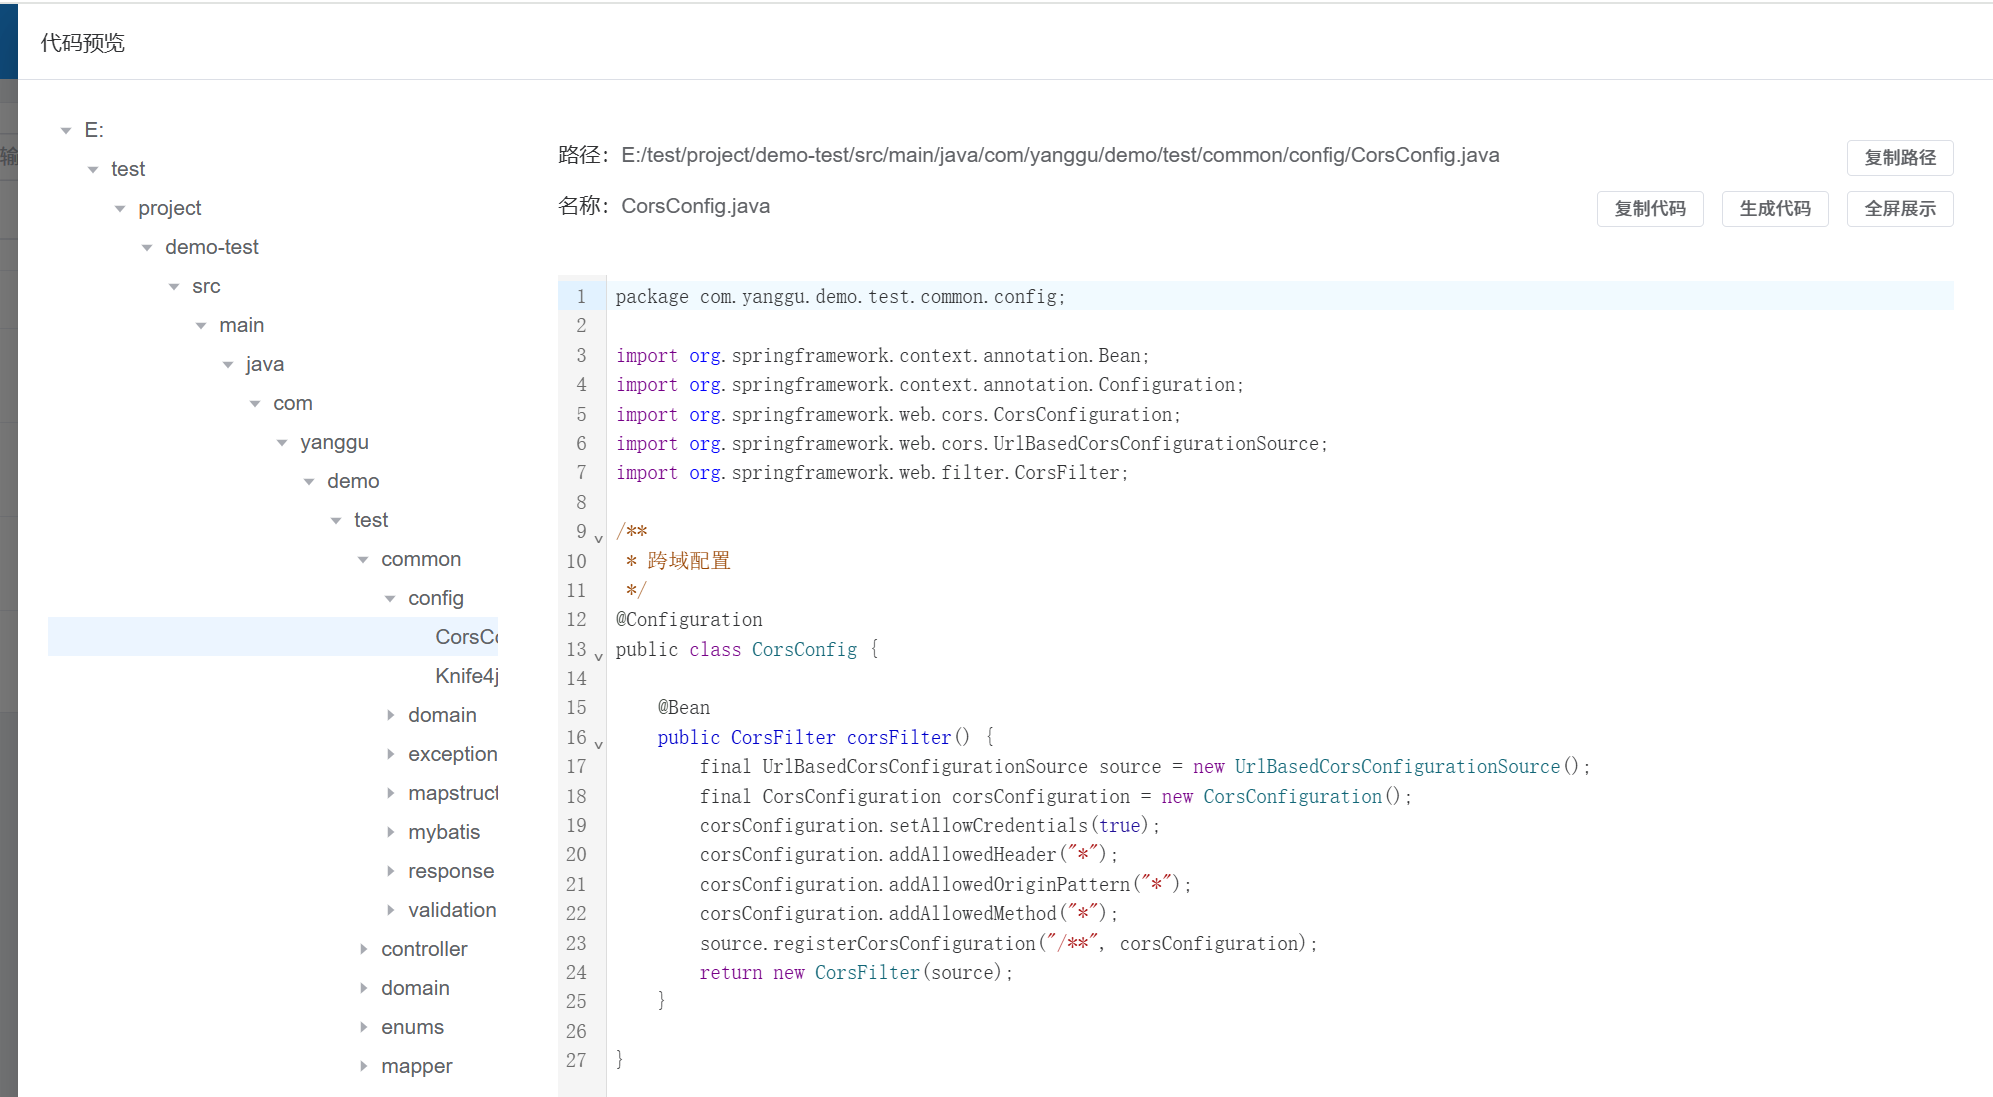 代码预览
输
E:
test
project
demo-test
src
main
java
com
yanggu
demo
test
common
config
CorsCo
Knife4j
domain
exception
mapstruct
mybatis
response
validation
controller
domain
enums
mapper
路径： E:/test/project/demo-test/src/main/java/com/yanggu/demo/test/common/config/CorsConfig.java
复制路径
名称： CorsConfig.java
复制代码 生成代码 全屏展示
1 package com.yanggu.demo.test.common.config;
2
3 import org.springframework.context.annotation.Bean;
4 import org.springframework.context.annotation.Configuration;
5 import org.springframework.web.cors.CorsConfiguration;
6 import org.springframework.web.cors.UrlBasedCorsConfigurationSource;
7 import org.springframework.web.filter.CorsFilter;
8
9 /**
10  * 跨域配置
11  */
12 @Configuration
13 public class CorsConfig {
14
15     @Bean
16     public CorsFilter corsFilter() {
17         final UrlBasedCorsConfigurationSource source = new UrlBasedCorsConfigurationSource();
18         final CorsConfiguration corsConfiguration = new CorsConfiguration();
19         corsConfiguration.setAllowCredentials(true);
20         corsConfiguration.addAllowedHeader("*");
21         corsConfiguration.addAllowedOriginPattern("*");
22         corsConfiguration.addAllowedMethod("*");
23         source.registerCorsConfiguration("/**", corsConfiguration);
24         return new CorsFilter(source);
25     }
26
27 }